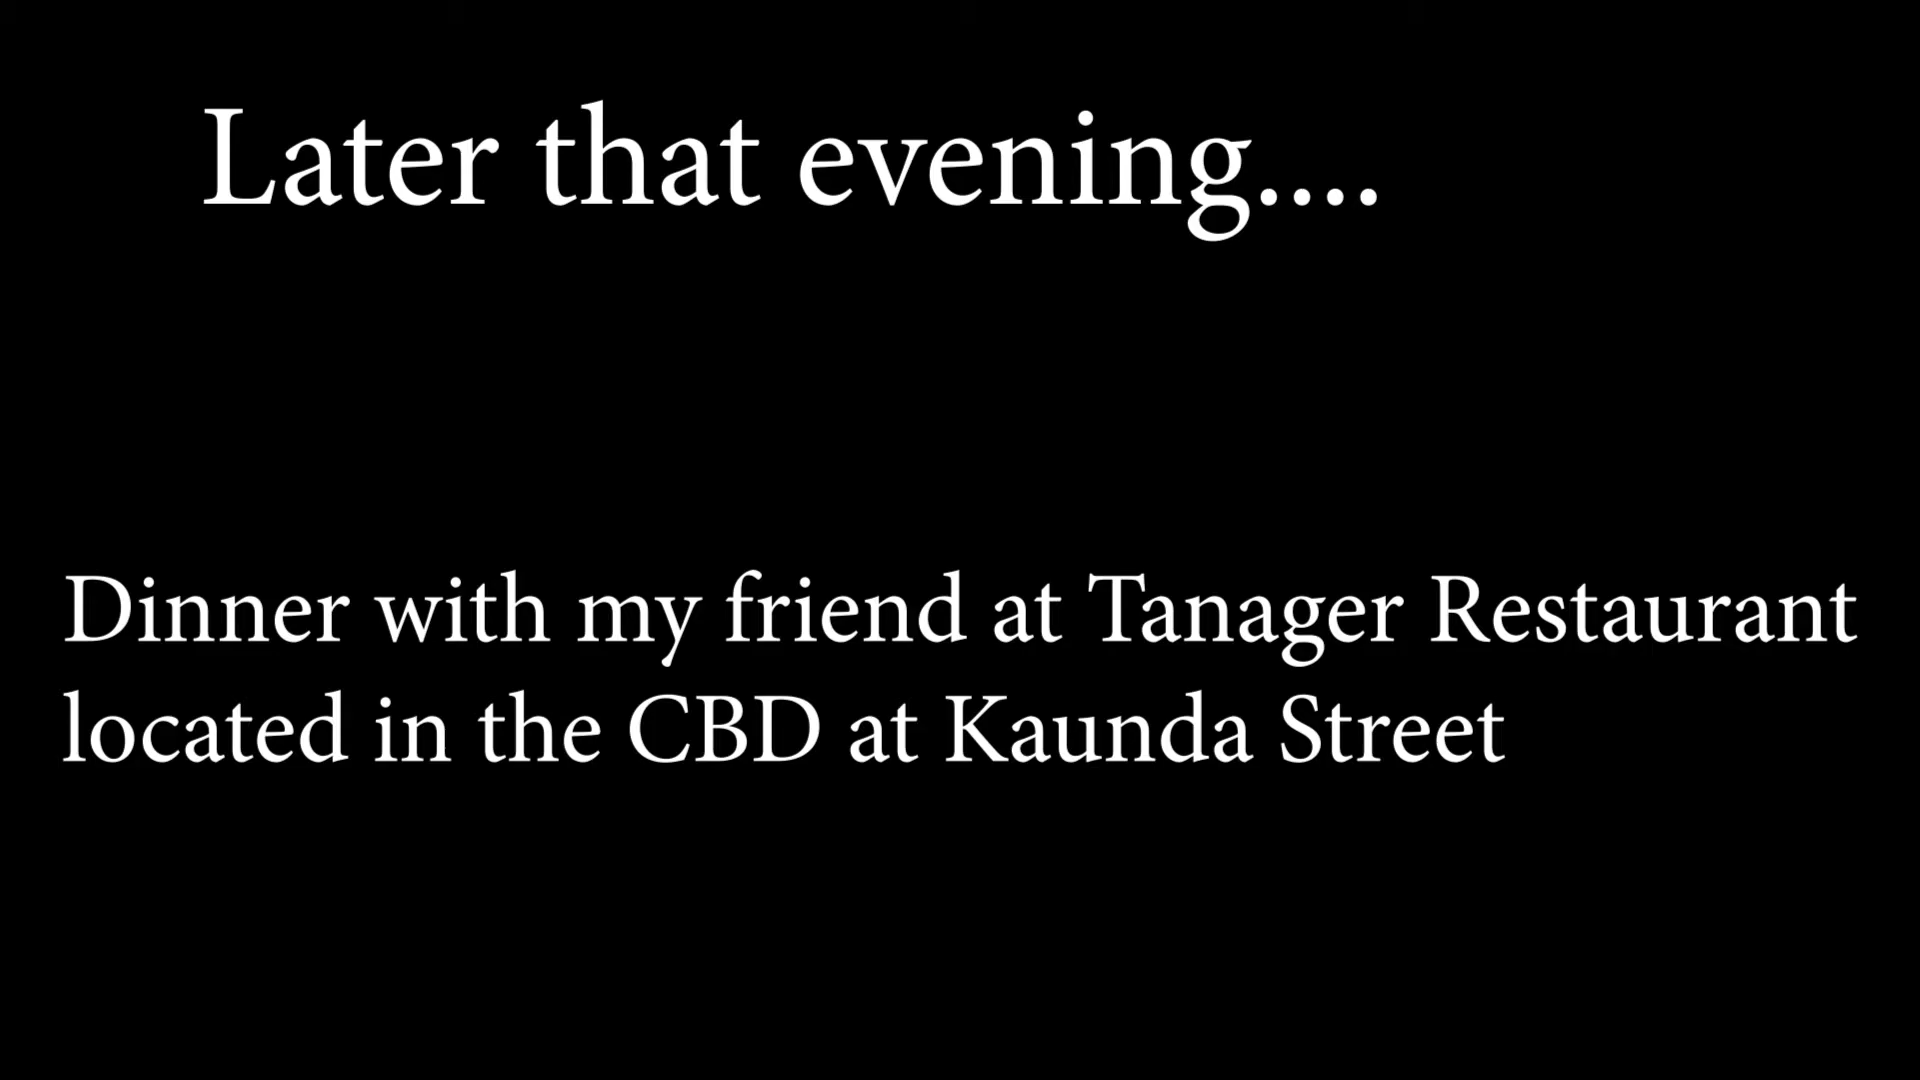 Later that evening....
Dinner with my friend at Tanager Restaurant
located in the CBD at Kaunda Street